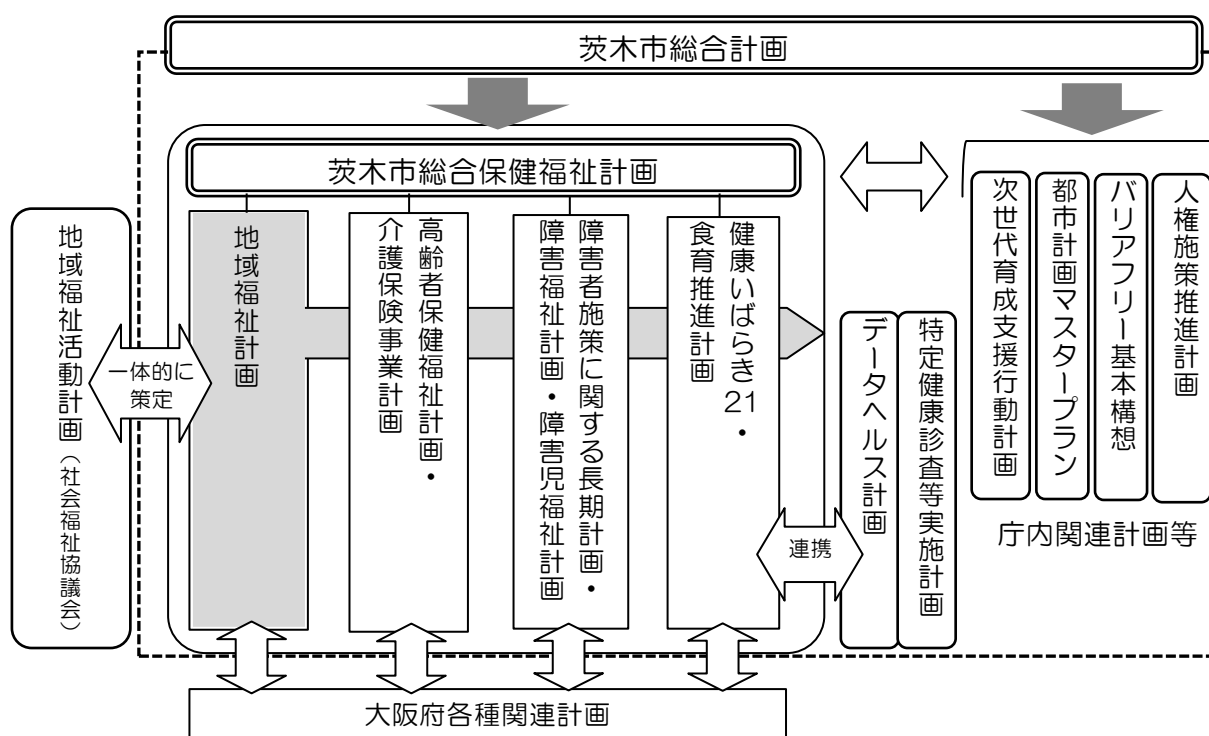 茨木市総合計画
茨木市総合保健福祉計画
地域福祉活動計画（社会福祉協議会）
一体的に
策定
地域福祉計画
高齢者保健福祉計画・
介護保険事業計画
障害者施策に関する長期計画・
障害福祉計画・障害児福祉計画
健康いばらき21・
食育推進計画
連携
データヘルス計画
特定健康診査等実施計画
次世代育成支援行動計画
都市計画マスタープラン
バリアフリー基本構想
人権施策推進計画
庁内関連計画等
大阪府各種関連計画